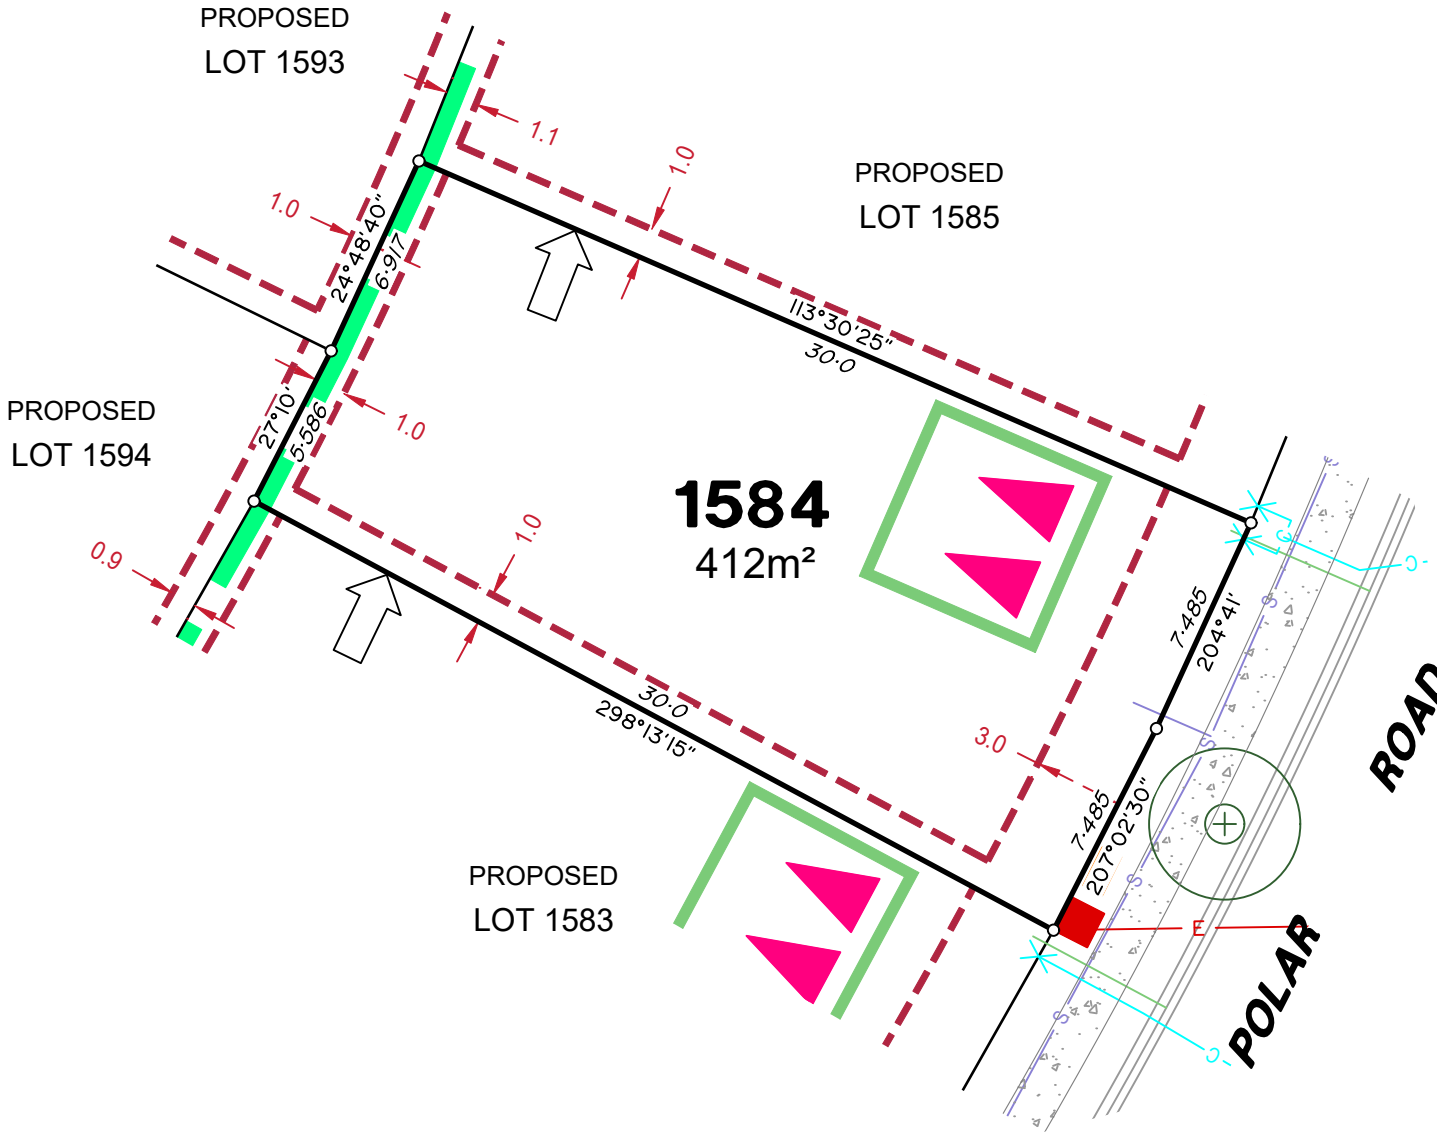 PROPOSED
LOT 1593
1.1
1.0
PROPOSED
LOT 1585
1.0
24°48'40"
6·917
113°30'25"
30·0
PROPOSED
LOT 1594
27°10'
5·586
1.0
1584
412m²
1.0
0.9
C
C
S
7·485
204°41'
30·0
298°13'15"
3.0
S
ROAD
7·485
207°02'30"
PROPOSED
LOT 1583
S
E
POLAR
S
C